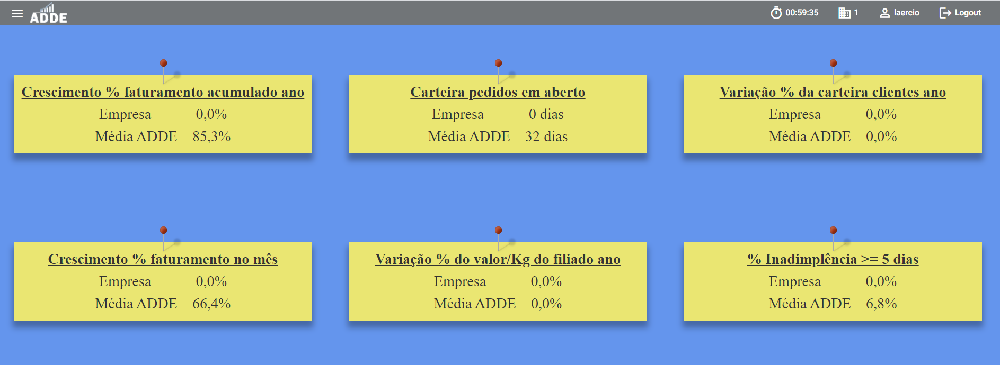 ADDE
00:59:35
1
laercio
Logout
Crescimento % faturamento acumulado ano
Empresa 0,0%
Média ADDE 85,3%
Carteira pedidos em aberto
Empresa 0 dias
Média ADDE 32 dias
Variação % da carteira clientes ano
Empresa 0,0%
Média ADDE 0,0%
Crescimento % faturamento no mês
Empresa 0,0%
Média ADDE 66,4%
Variação % do valor/Kg do filiado ano
Empresa 0,0%
Média ADDE 0,0%
% Inadimplência >= 5 dias
Empresa 0,0%
Média ADDE 6,8%